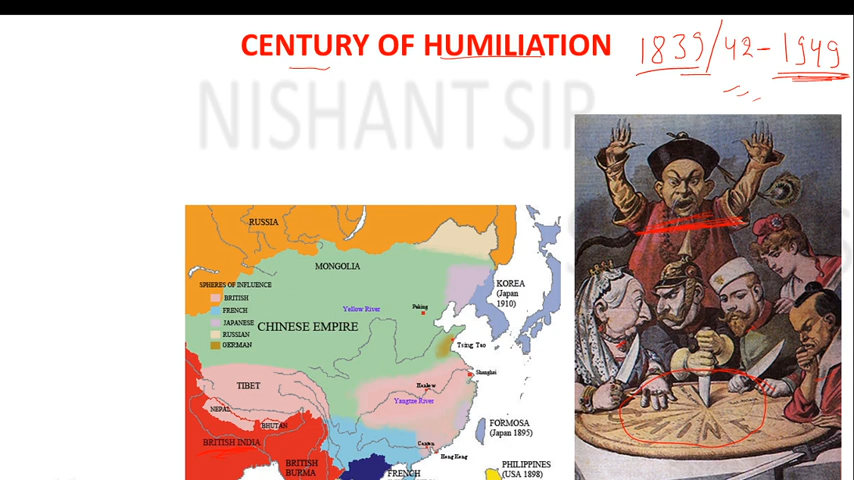 CENTURY OF HUMILIATION
1839/42-1949
NISHANT SIR
RUSSIA
MONGOLIA
SPHERES OF INFLUENCE
BRITISH
FRENCH
JAPANESE
RUSSIAN
GERMAN
CHINESE EMPIRE
Yellow River
Peking
KOREA
(Japan
1910)
Tsing Tao
Shanghai
Hankow
Yangtze River
TIBET
NEPAL
BHUTAN
BRITISH INDIA
BRITISH
BURMA
Canton
Hong Kong
FRENCH
FORMOSA
(Japan 1895)
PHILIPPINES
(USA 1898)